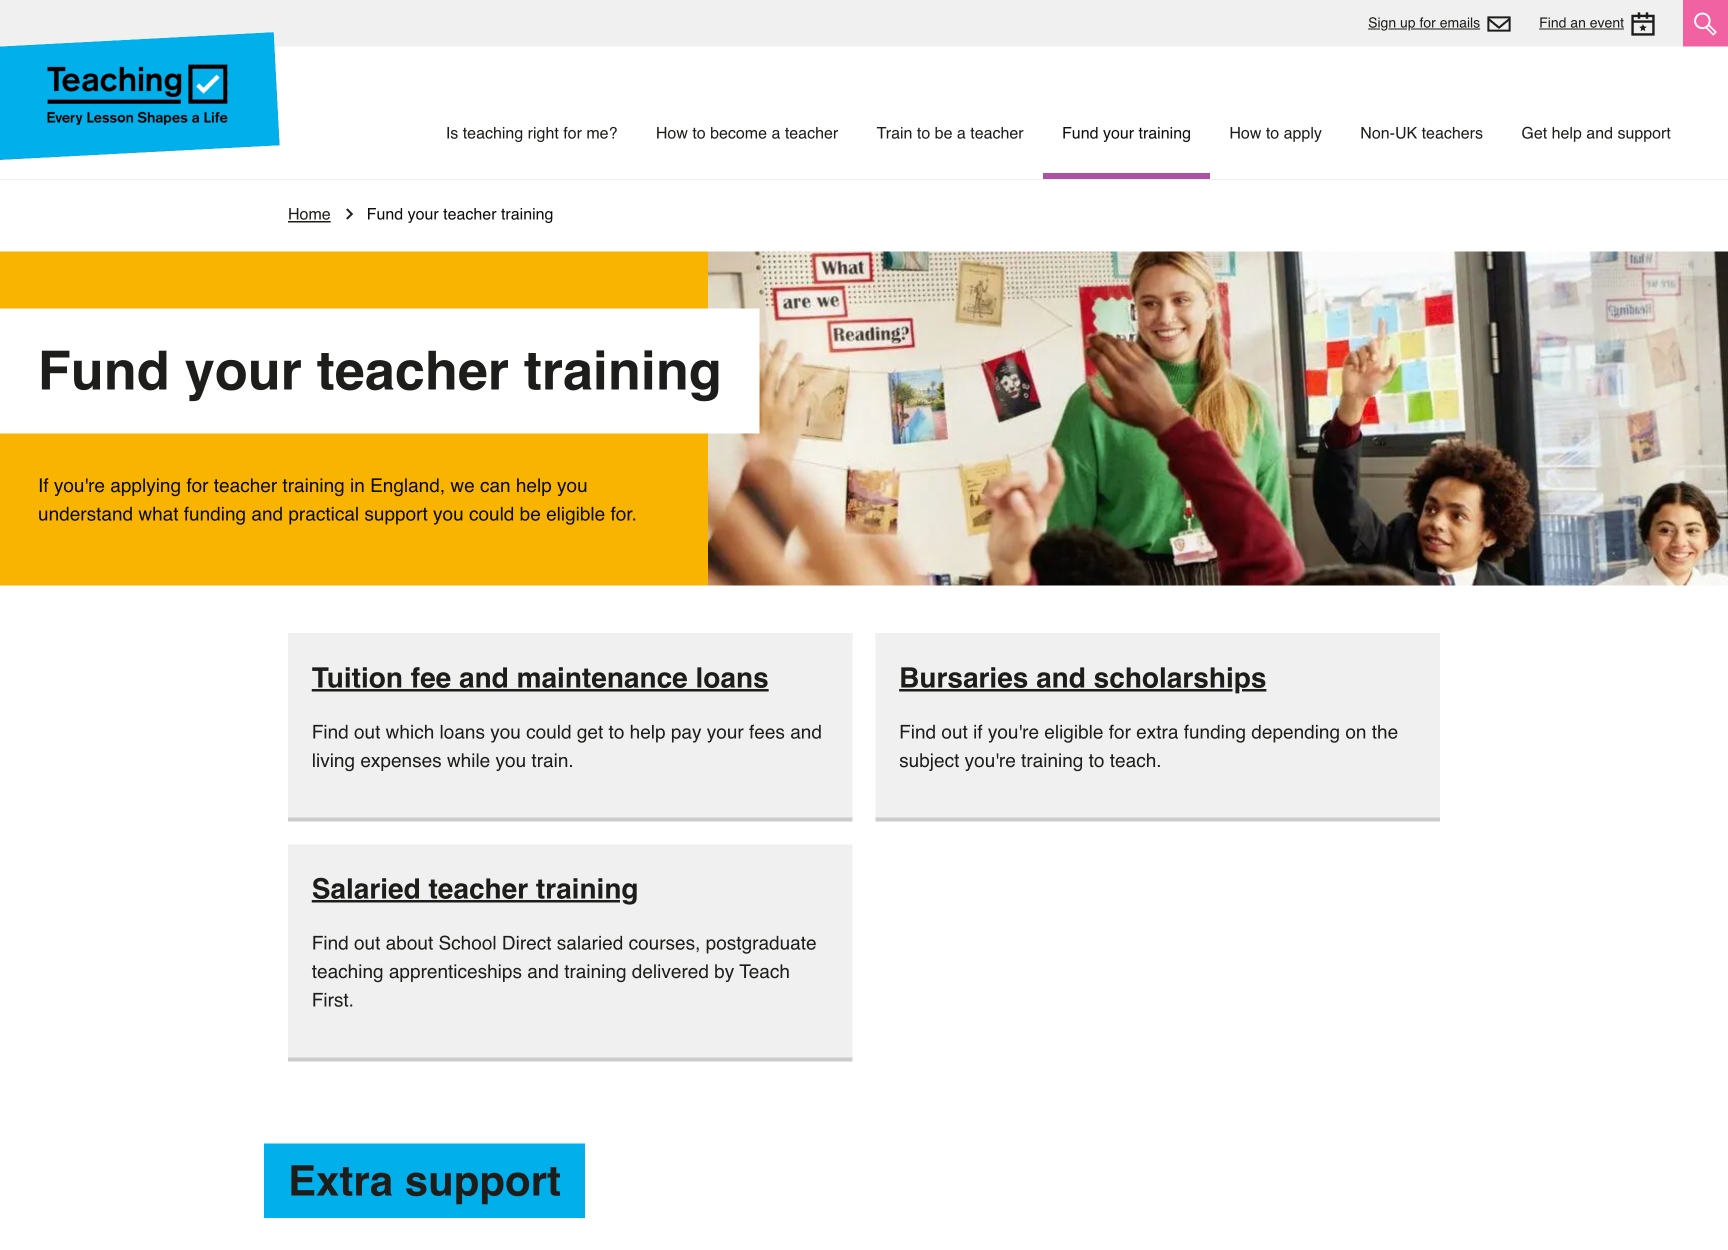 Sign up for emails
Find an event
Teaching
Every Lesson Shapes a Life
Is teaching right for me?
How to become a teacher
Train to be a teacher
Fund your training
How to apply
Non-UK teachers
Get help and support
Home
Fund your teacher training
What
are we
Reading?
Fund your teacher training
If you're applying for teacher training in England, we can help you
understand what funding and practical support you could be eligible for.
Tuition fee and maintenance loans
Find out which loans you could get to help pay your fees and
living expenses while you train.
Bursaries and scholarships
Find out if you're eligible for extra funding depending on the
subject you're training to teach.
Salaried teacher training
Find out about School Direct salaried courses, postgraduate
teaching apprenticeships and training delivered by Teach
First.
Extra support